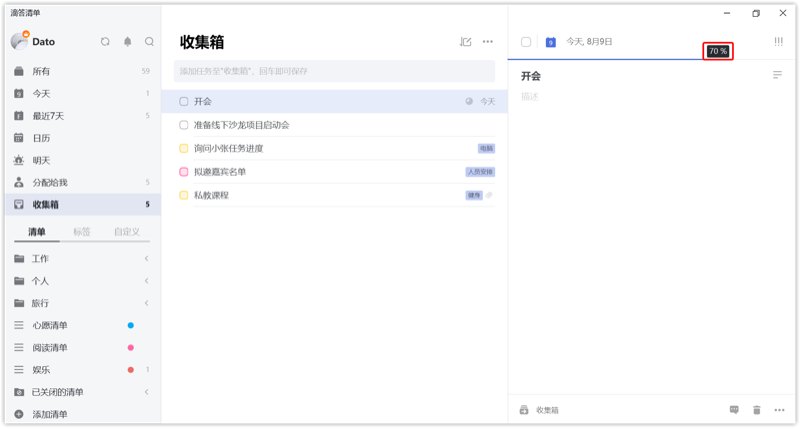 滴答清单
Dato
所有 59
今天 1
最近7天 5
日历
明天
分配给我 5
收集箱 5
清单 标签 自定义
工作
个人
旅行
心愿清单
阅读清单
娱乐 1
已关闭的清单
添加清单
收集箱
添加任务至“收集箱”，回车即可保存
开会 今天
准备线下沙龙项目启动会
询问小张任务进度 电脑
拟邀嘉宾名单 人员安排
私教课程 健身
9 今天, 8月9日 !!!
70 %
开会
描述
收集箱